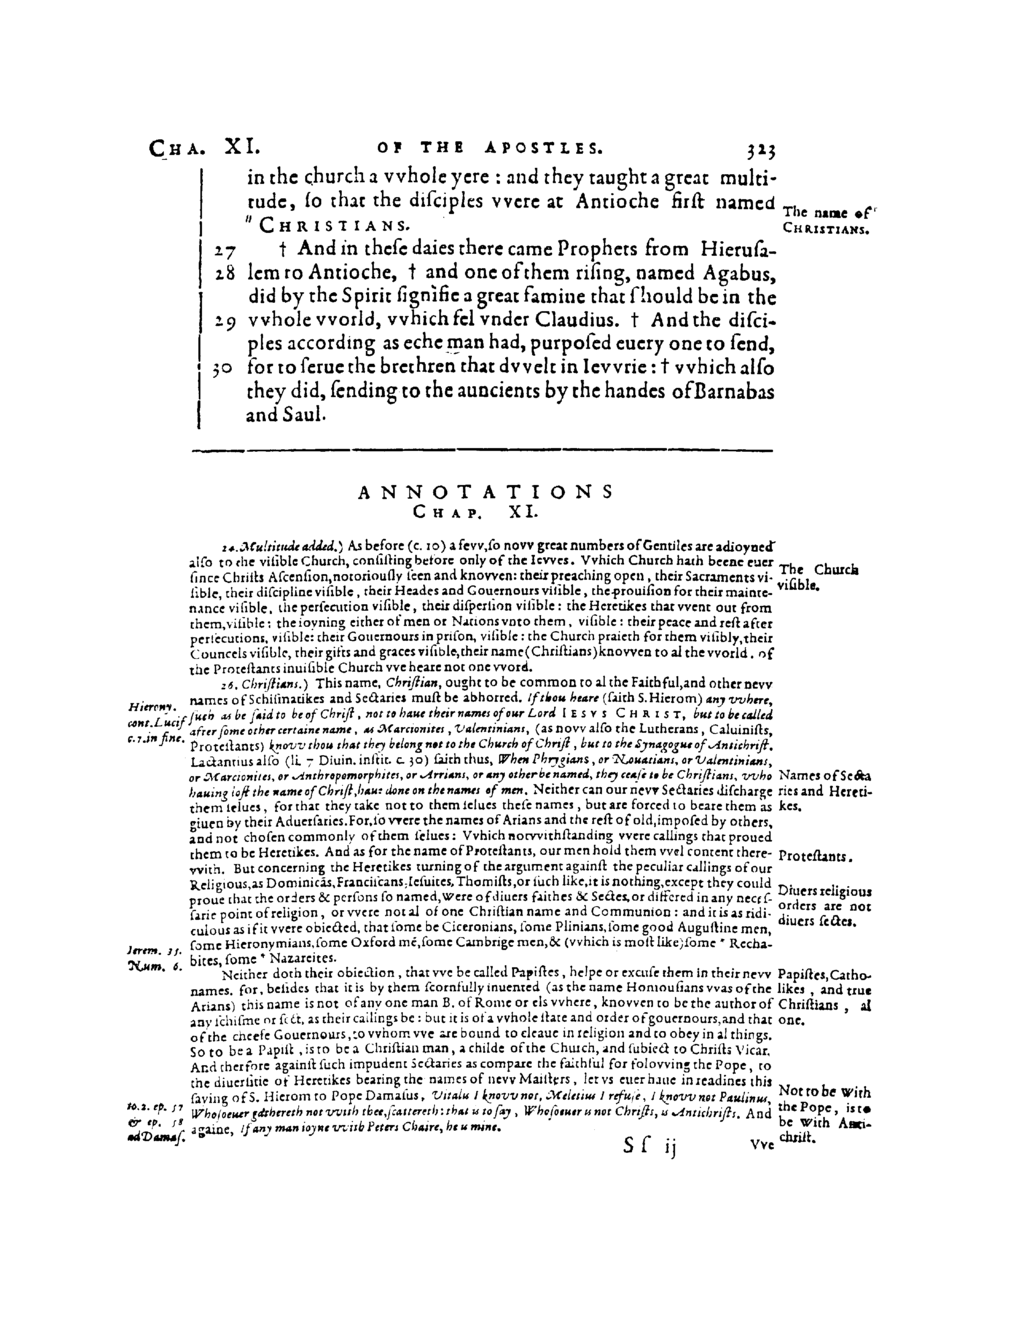 CHA. XI. OF THE APOSTLES. 323
in the church a vvhole yere : and they taught a great multi-
tude, ſo that the diſciples vvere at Antioche firſt named
" CHRISTIANS.
The name of
CHRISTIANS.
27 † And in theſe daies there came Prophets from Hieruſa-
28 lem to Antioche, † and one of them riſing, named Agabus,
did by the Spirit ſignifie a great famine that ſhould be in the
29 vvhole vvorld, vvhich fel vnder Claudius. † And the diſci-
ples according as eche man had, purpoſed euery one to ſend,
30 for to ſerue the brethren that dvvelt in Ievvrie : † vvhich alſo
they did, ſending to the auncients by the handes of Barnabas
and Saul.
ANNOTATIONS
CHAP. XI.
24. Multitude added.) As before (c. 10) a fevv, ſo novv great numbers of Gentiles are adioyned
alſo to the viſible Church, conſiſting before only of the Ievves. Vvhich Church hath beene euer
ſince Chriſts Aſcenſion, notoriouſly ſeen and knovven: their preaching open, their Sacraments vi-
ſible, their diſcipline viſible, their Heades and Gouernours viſible, the prouiſion for their mainte-
nance viſible, the perſecution viſible, their diſperſion viſible : the Heretikes that vvent out from
them, viſible : the ioyning either of men or Nations vnto them, viſible : their peace and reſt after
perſecutions, viſible: their Gouernours in priſon, viſible : the Church praieth for them viſibly, their
Councels viſible, their gifts and graces viſible, their name (Chriſtians) knovven to al the vvorld. of
the Proteſtants inuiſible Church vve heare not one vvord.
The Church
viſible.
26. Chriſtians.) This name, Chriſtian, ought to be common to al the Faithful, and other nevv
names of Schiſmatikes and Sectaries muſt be abhorred. If thou heare (ſaith S. Hierom) any vvhere,
ſuch as be ſaid to be of Chriſt, not to haue their names of our Lord IESVS CHRIST, but to be called
after ſome other certaine name, as Marcionites, Valentinians, (as novv alſo the Lutherans, Caluiniſts,
Proteſtants) knovv thou that they belong not to the Church of Chriſt, but to the Synagogue of Antichriſt.
Hierony.
cont. Lucif
c. 7. in fine.
Lactantius alſo (li. 7 Diuin. inſtit. c. 30) ſaith thus, When Phrygians, or Nouatians, or Valentinians,
or Marcionites, or Anthropomorphites, or Arrians, or any other be named, they ceaſe to be Chriſtians, vvho
hauing loſt the name of Chriſt, haue done on the names of men. Neither can our nevv Sectaries diſcharge
them ſelues, for that they take not to them ſelues theſe names, but are forced to beare them as
giuen by their Aduerſaries. For, ſo vvere the names of Arians and the reſt of old, impoſed by others,
and not choſen commonly of them ſelues : Vvhich notvvithſtanding vvere callings that proued
them to be Heretikes. And as for the name of Proteſtants, our men hold them vvel content there-
vvith. But concerning the Heretikes turning of the argument againſt the peculiar callings of our
Religious, as Dominicās, Franciſcans, Ieſuites, Thomiſts, or ſuch like, it is nothing, except they could
proue that the orders & perſons ſo named, were of diuers faithes & Sectes, or differed in any neceſ-
ſarie point of religion, or vvere not al of one Chriſtian name and Communion : and it is as ridi-
culous as if it vvere obiected, that ſome be Ciceronians, ſome Plinians, ſome good Auguſtine men,
ſome Hieronymians, ſome Oxford mē, ſome Cambrige men, & (vvhich is moſt like) ſome * Recha-
bites, ſome * Nazareites.
Names of Secta
ries and Hereti-
kes.
Proteſtants.
Diuers religious
orders are not
diuers ſectes.
Jerem. 35.
Num. 6.
Neither doth their obiection, that vve be called Papiſtes, helpe or excuſe them in their nevv
names. for, beſides that it is by them ſcornfully inuented (as the name Homouſians vvas of the
Arians) this name is not of any one man B. of Rome or els vvhere, knovven to be the author of
any ſchiſme or ſect, as their callings be : but it is of a vvhole ſtate and order of gouernours, and that
of the cheefe Gouernours, to vvhom vve are bound to cleaue in religion and to obey in al things.
So to be a Papiſt, is to be a Chriſtian man, a childe of the Church, and ſubiect to Chriſts Vicar.
And therfore againſt ſuch impudent Sectaries as compare the faithful for folovving the Pope, to
the diuerſitie of Heretikes bearing the names of nevv Maiſters, let vs euer haue in readines this
ſaying of S. Hierom to Pope Damaſus, Vitalis I knovv not, Meletius I refuſe, I knovv not Paulinus,
Whoſoeuer gathereth not vvith thee, ſcattereth: that is to ſay, Whoſoeuer is not Chriſts, is Antichriſts. And
againe, If any man ioyne vvith Peters Chaire, he is mine.
Papiſtes, Catho-
likes, and true
Chriſtians, al
one.
Not to be With
the Pope, is to
be With Anti-
chriſt.
to. 2. ep. 57
& ep. 58
ad Damaſ.
Sſ ij Vve